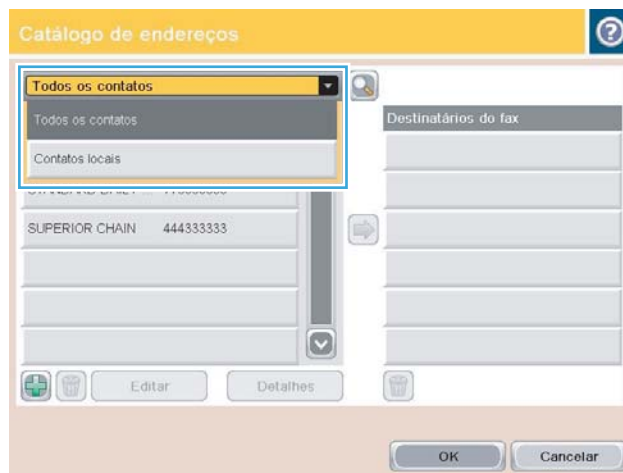 Catálogo de endereços
Todos os contatos
Todos os contatos
Contatos locais
SUPERIOR CHAIN 444333333
Destinatários do fax
Editar
Detalhes
OK
Cancelar